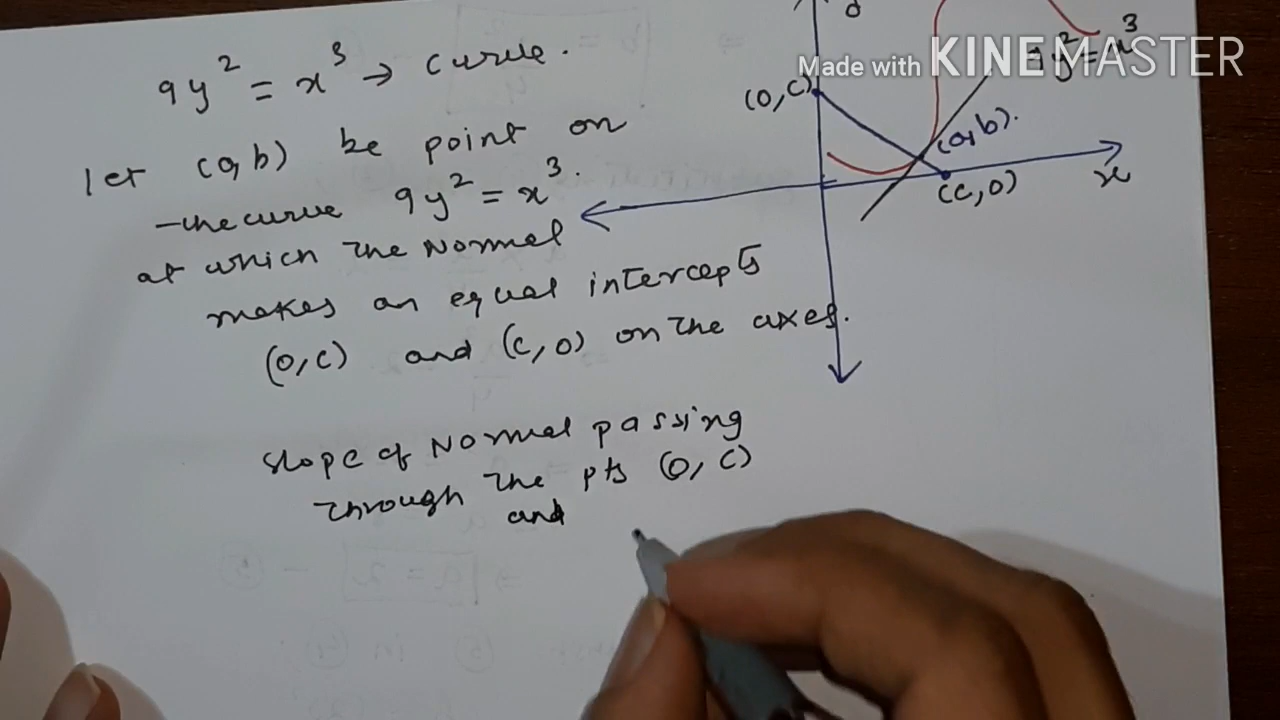 9y² = x³ → curve.
let (a,b) be point on
the curve 9y² = x³.
at which the Normal
makes an equal intercepts
(0,c) and (c,0) on the axes.
slope of Normal passing
through the pts (0,c)
and
Made with KINEMASTER
9y² = x³
(0,c)
(a,b).
(c,0)
x